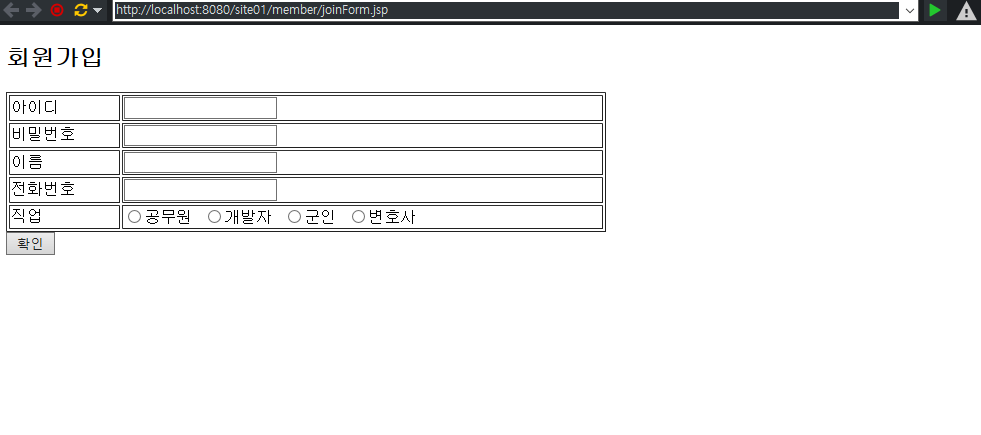 http://localhost:8080/site01/member/joinForm.jsp
회원가입
아이디
비밀번호
이름
전화번호
직업 공무원 개발자 군인 변호사
확인